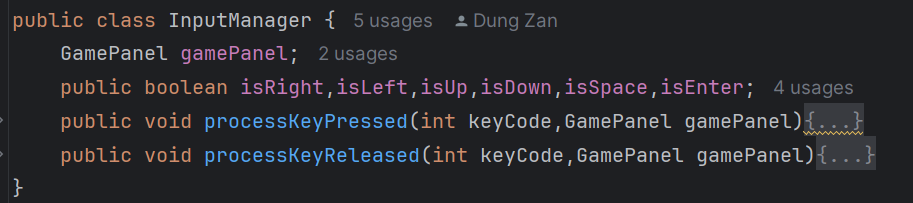 public class InputManager { 5 usages Dung Zan
GamePanel gamePanel; 2 usages
public boolean isRight,isLeft,isUp,isDown,isSpace,isEnter; 4 usages
public void processKeyPressed(int keyCode,GamePanel gamePanel){...}
public void processKeyReleased(int keyCode,GamePanel gamePanel){...}
}